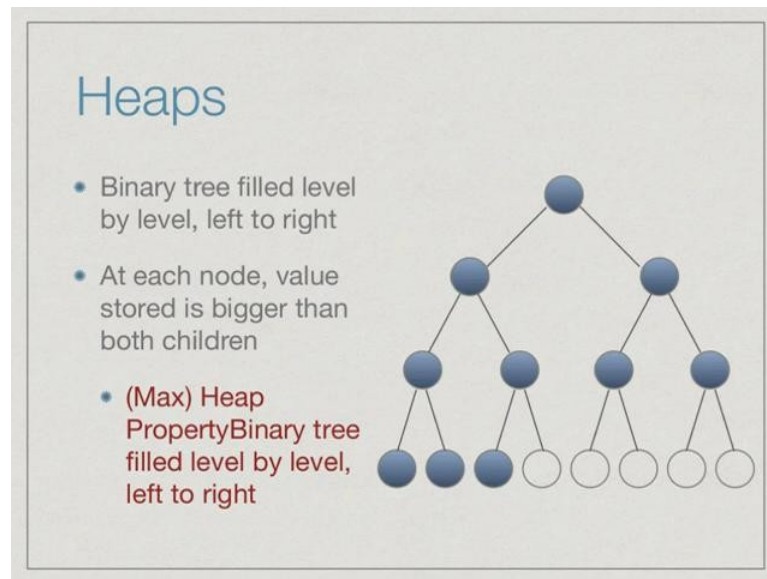 Heaps
Binary tree filled level
by level, left to right
At each node, value
stored is bigger than
both children
(Max) Heap
PropertyBinary tree
filled level by level,
left to right